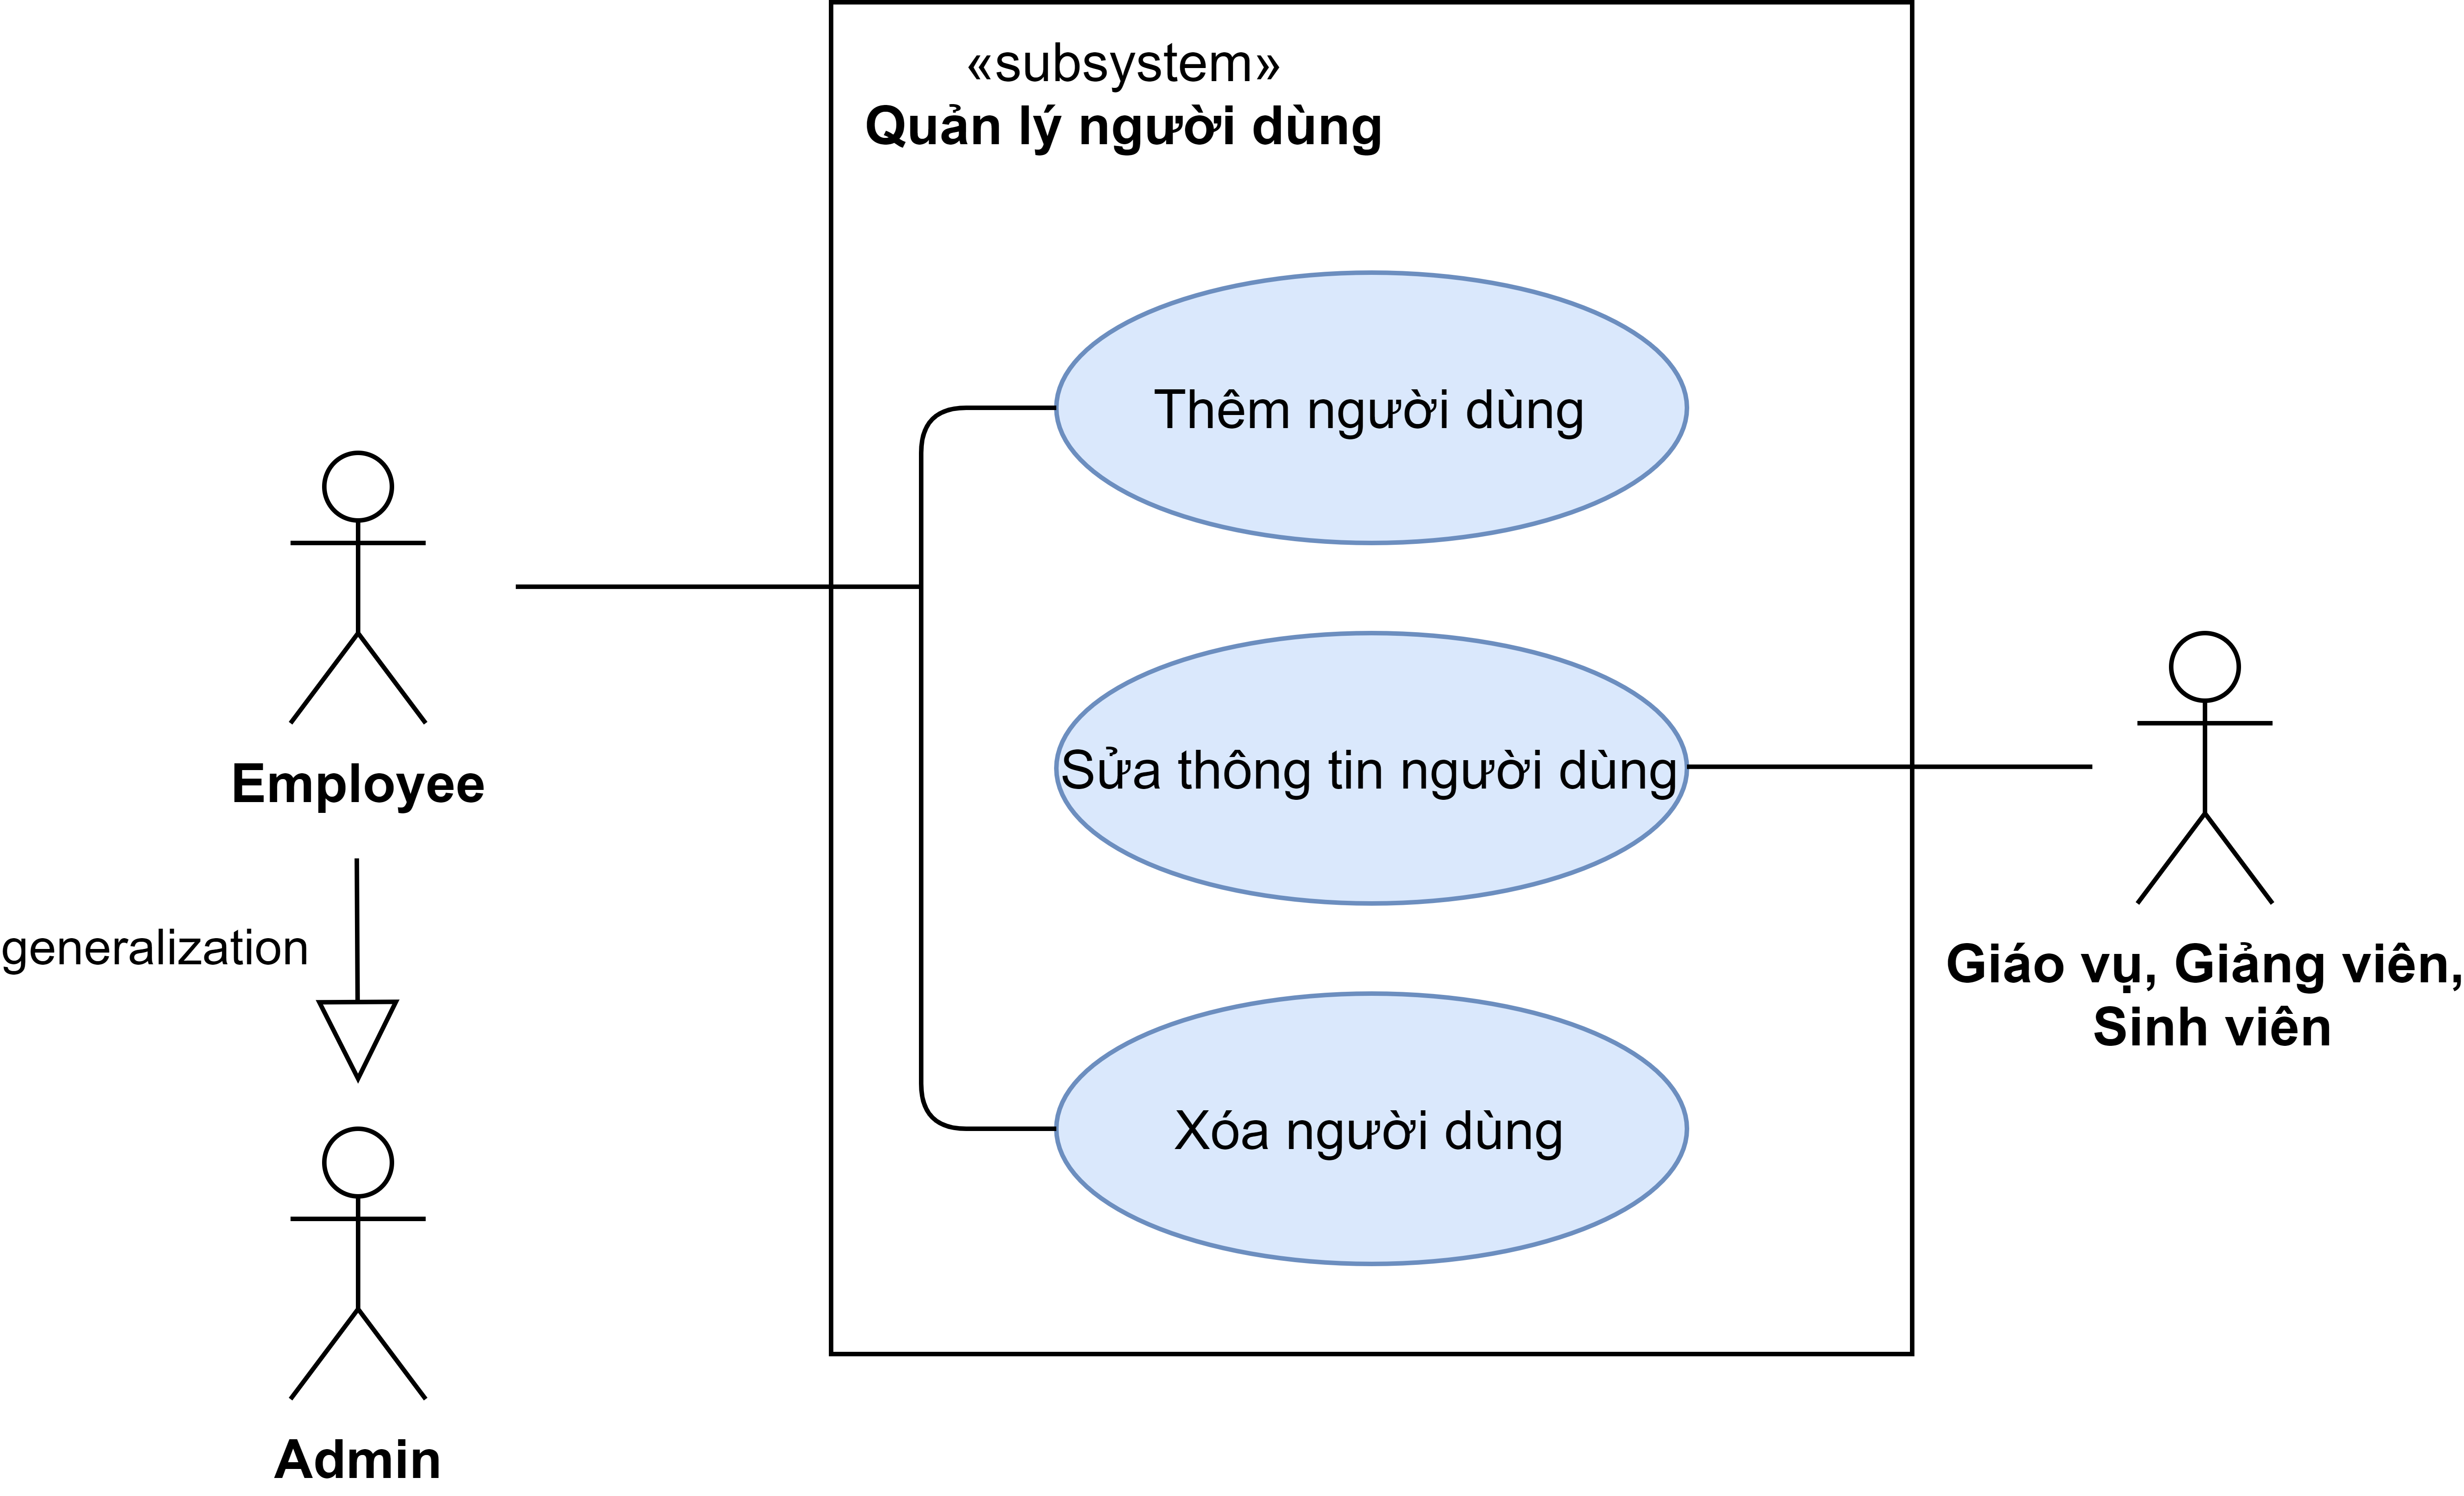 «subsystem»
Quản lý người dùng
Thêm người dùng
Sửa thông tin người dùng
Xóa người dùng
Employee
generalization
Admin
Giáo vụ, Giảng viên,
Sinh viên